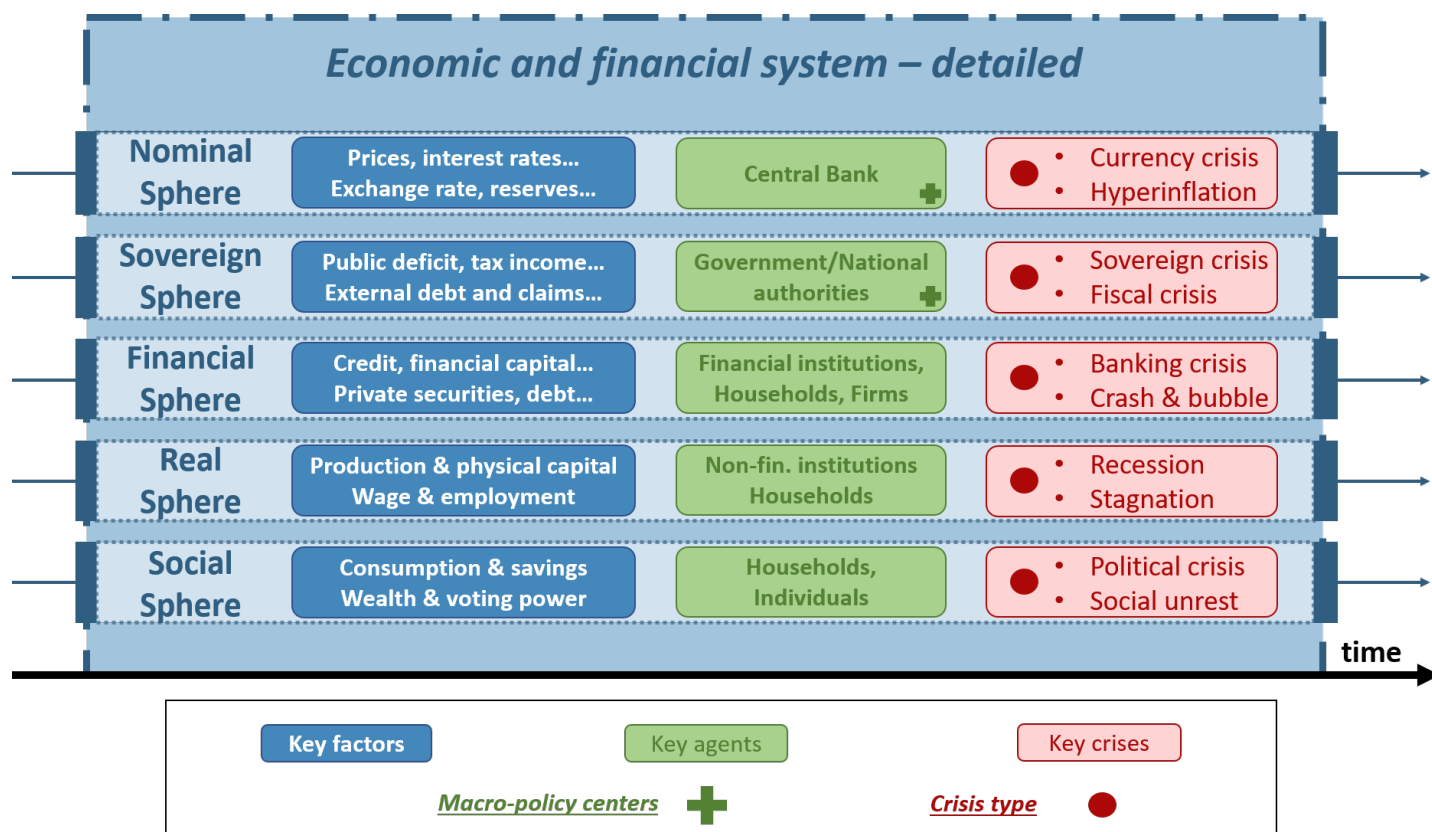 Economic and financial system – detailed
Nominal
Sphere
Prices, interest rates…
Exchange rate, reserves…
Central Bank
• Currency crisis
• Hyperinflation
Sovereign
Sphere
Public deficit, tax income…
External debt and claims…
Government/National
authorities
• Sovereign crisis
• Fiscal crisis
Financial
Sphere
Credit, financial capital…
Private securities, debt…
Financial institutions,
Households, Firms
• Banking crisis
• Crash & bubble
Real
Sphere
Production & physical capital
Wage & employment
Non-fin. institutions
Households
• Recession
• Stagnation
Social
Sphere
Consumption & savings
Wealth & voting power
Households,
Individuals
• Political crisis
• Social unrest
time
Key factors
Key agents
Key crises
Macro-policy centers
Crisis type